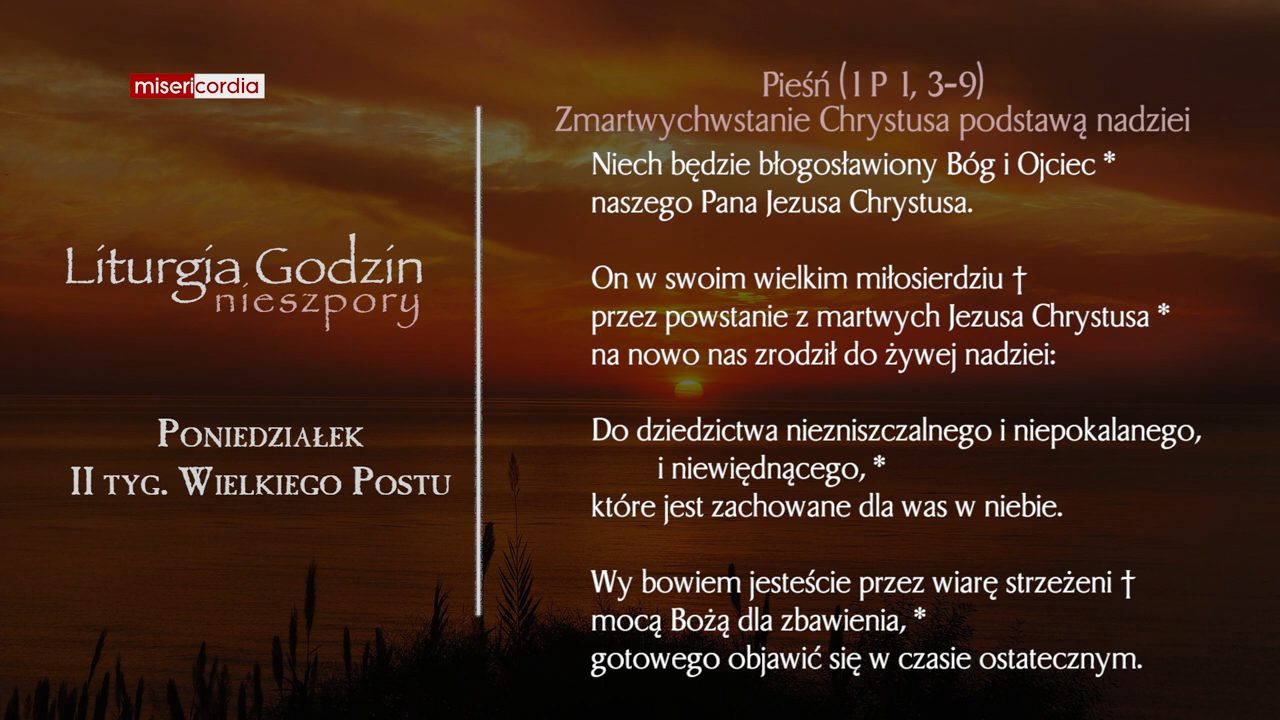 misericordia
Liturgia Godzin
nieszpory
Poniedziałek
II tyg. Wielkiego Postu
Pieśń (1 P 1, 3-9)
Zmartwychwstanie Chrystusa podstawą nadziei
Niech będzie błogosławiony Bóg i Ojciec *
naszego Pana Jezusa Chrystusa.
On w swoim wielkim miłosierdziu †
przez powstanie z martwych Jezusa Chrystusa *
na nowo nas zrodził do żywej nadziei:
Do dziedzictwa niezniszczalnego i niepokalanego,
i niewiędnącego, *
które jest zachowane dla was w niebie.
Wy bowiem jesteście przez wiarę strzeżeni †
mocą Bożą dla zbawienia, *
gotowego objawić się w czasie ostatecznym.